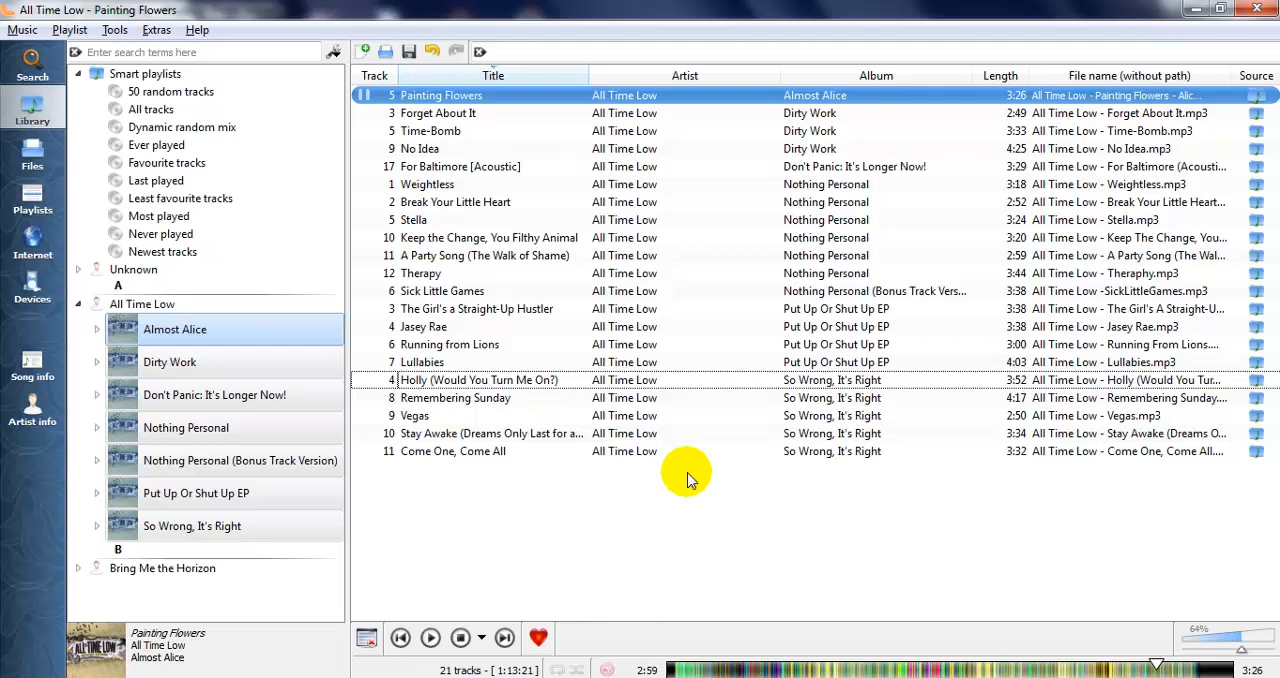 All Time Low - Painting Flowers
Music Playlist Tools Extras Help
Enter search terms here
Search
Library
Files
Playlists
Internet
Devices
Song info
Artist info
Smart playlists
50 random tracks
All tracks
Dynamic random mix
Ever played
Favourite tracks
Last played
Least favourite tracks
Most played
Never played
Newest tracks
Unknown
A
All Time Low
Almost Alice
Dirty Work
Don't Panic: It's Longer Now!
Nothing Personal
Nothing Personal (Bonus Track Version)
Put Up Or Shut Up EP
So Wrong, It's Right
B
Bring Me the Horizon
Painting Flowers
All Time Low
Almost Alice
ALL TIME LOW
Track Title Artist Album Length File name (without path) Source
5 Painting Flowers All Time Low Almost Alice 3:26 All Time Low - Painting Flowers - Alic...
3 Forget About It All Time Low Dirty Work 2:49 All Time Low - Forget About It.mp3
5 Time-Bomb All Time Low Dirty Work 3:33 All Time Low - Time-Bomb.mp3
9 No Idea All Time Low Dirty Work 4:25 All Time Low - No Idea.mp3
17 For Baltimore [Acoustic] All Time Low Don't Panic: It's Longer Now! 3:29 All Time Low - For Baltimore (Acousti...
1 Weightless All Time Low Nothing Personal 3:18 All Time Low - Weightless.mp3
2 Break Your Little Heart All Time Low Nothing Personal 2:52 All Time Low - Break Your Little Heart...
5 Stella All Time Low Nothing Personal 3:24 All Time Low - Stella.mp3
10 Keep the Change, You Filthy Animal All Time Low Nothing Personal 3:20 All Time Low - Keep The Change, You...
11 A Party Song (The Walk of Shame) All Time Low Nothing Personal 2:59 All Time Low - A Party Song (The Wal...
12 Therapy All Time Low Nothing Personal 3:44 All Time Low - Theraphy.mp3
6 Sick Little Games All Time Low Nothing Personal (Bonus Track Vers... 3:38 All Time Low -SickLittleGames.mp3
3 The Girl's a Straight-Up Hustler All Time Low Put Up Or Shut Up EP 3:38 All Time Low - The Girl's A Straight-U...
4 Jasey Rae All Time Low Put Up Or Shut Up EP 3:38 All Time Low - Jasey Rae.mp3
6 Running from Lions All Time Low Put Up Or Shut Up EP 3:00 All Time Low - Running From Lions....
7 Lullabies All Time Low Put Up Or Shut Up EP 4:03 All Time Low - Lullabies.mp3
4 Holly (Would You Turn Me On?) All Time Low So Wrong, It's Right 3:52 All Time Low - Holly (Would You Tur...
8 Remembering Sunday All Time Low So Wrong, It's Right 4:17 All Time Low - Remembering Sunday....
9 Vegas All Time Low So Wrong, It's Right 2:50 All Time Low - Vegas.mp3
10 Stay Awake (Dreams Only Last for a... All Time Low So Wrong, It's Right 3:34 All Time Low - Stay Awake (Dreams O...
11 Come One, Come All All Time Low So Wrong, It's Right 3:32 All Time Low - Come One, Come All....
64%
21 tracks - [ 1:13:21 ] 2:59 3:26